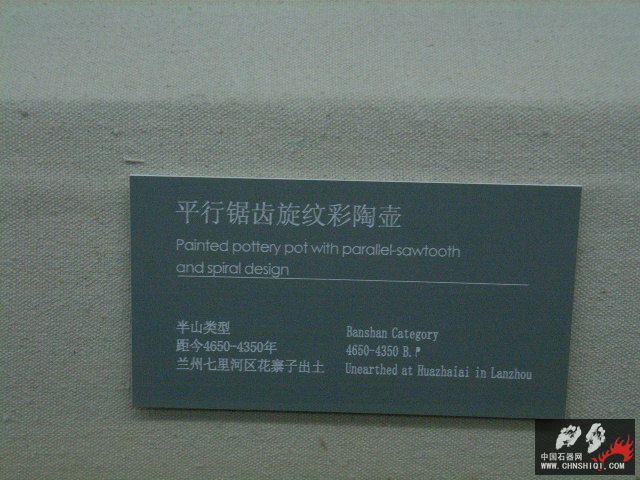 平行锯齿旋纹彩陶壶
Painted pottery pot with parallel-sawtooth
and spiral design
半山类型
距今4650-4350年
兰州七里河区花寨子出土
Banshan Category
4650-4350 B.P
Unearthed at Huazhaiai in Lanzhou
中国石器网
WWW.CHNSHIQI.COM